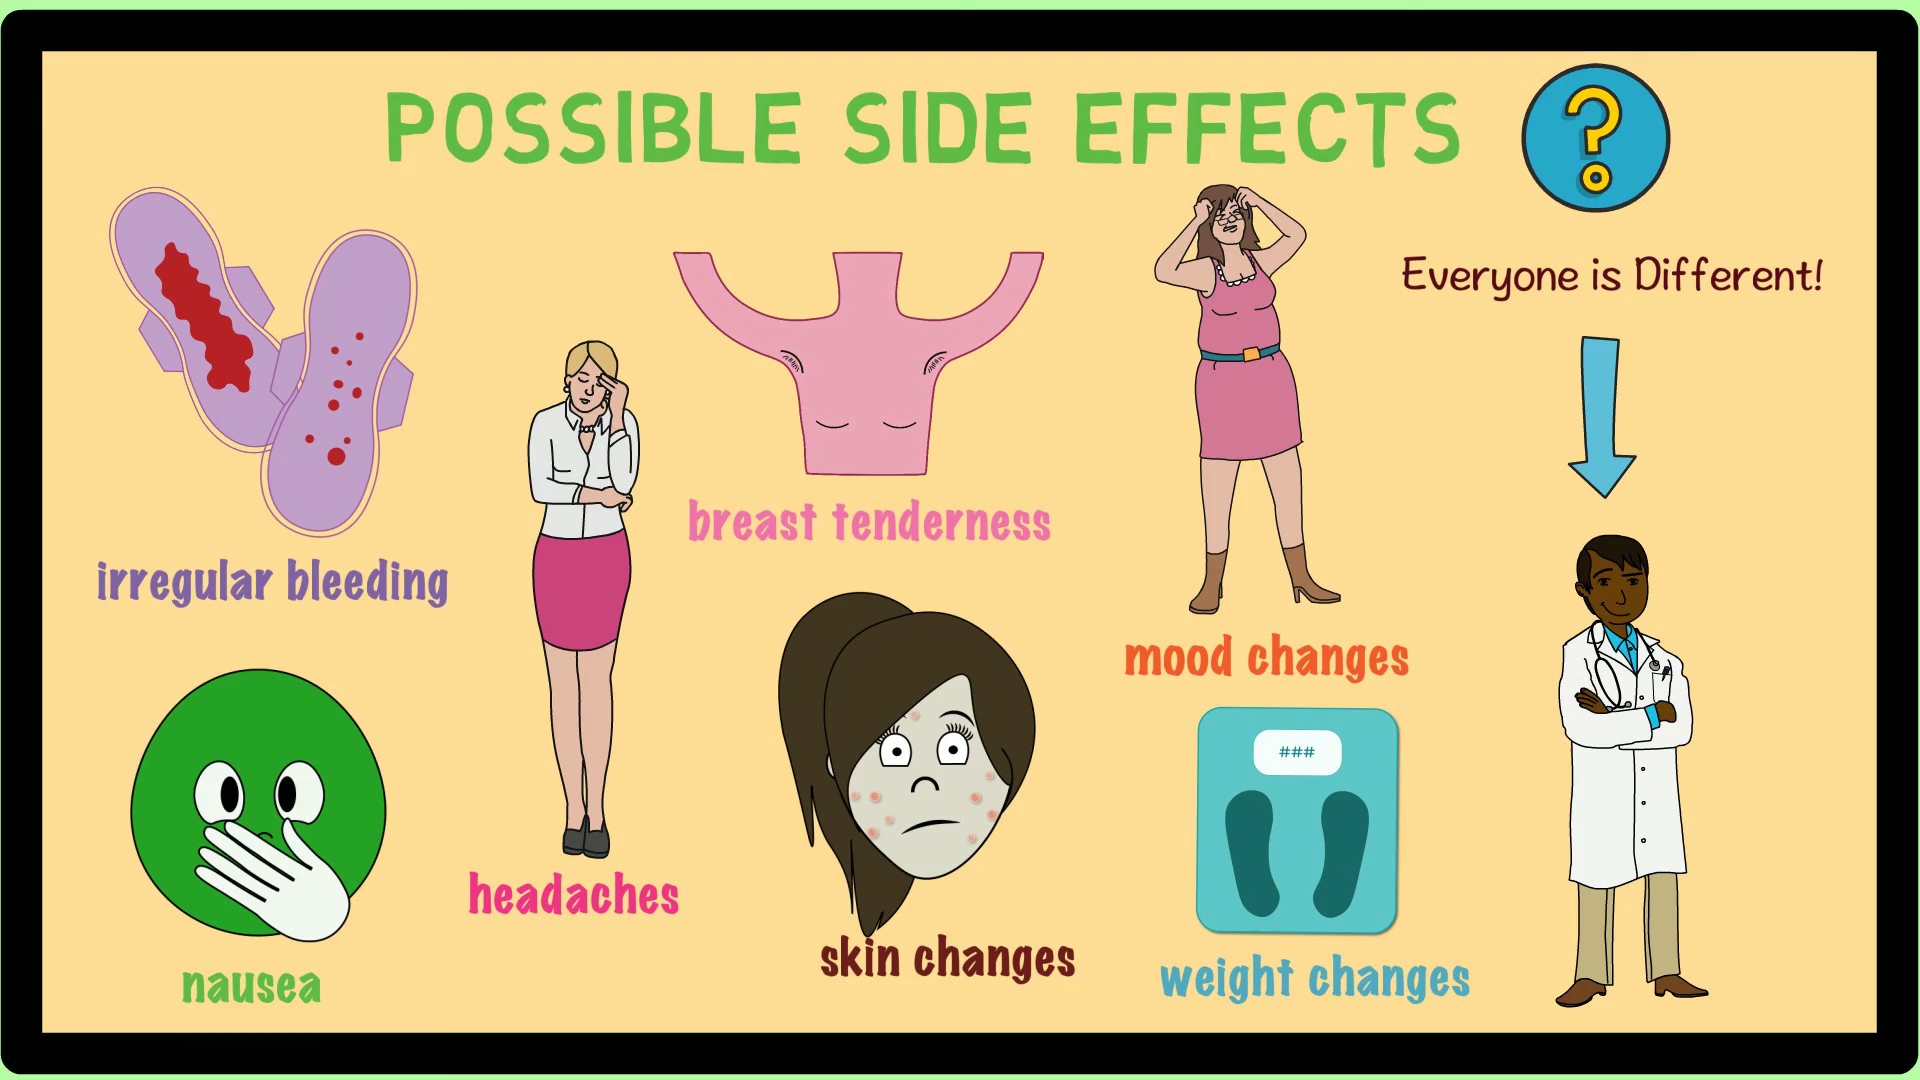 POSSIBLE SIDE EFFECTS
?
Everyone is Different!
irregular bleeding
breast tenderness
mood changes
###
headaches
nausea
skin changes
weight changes